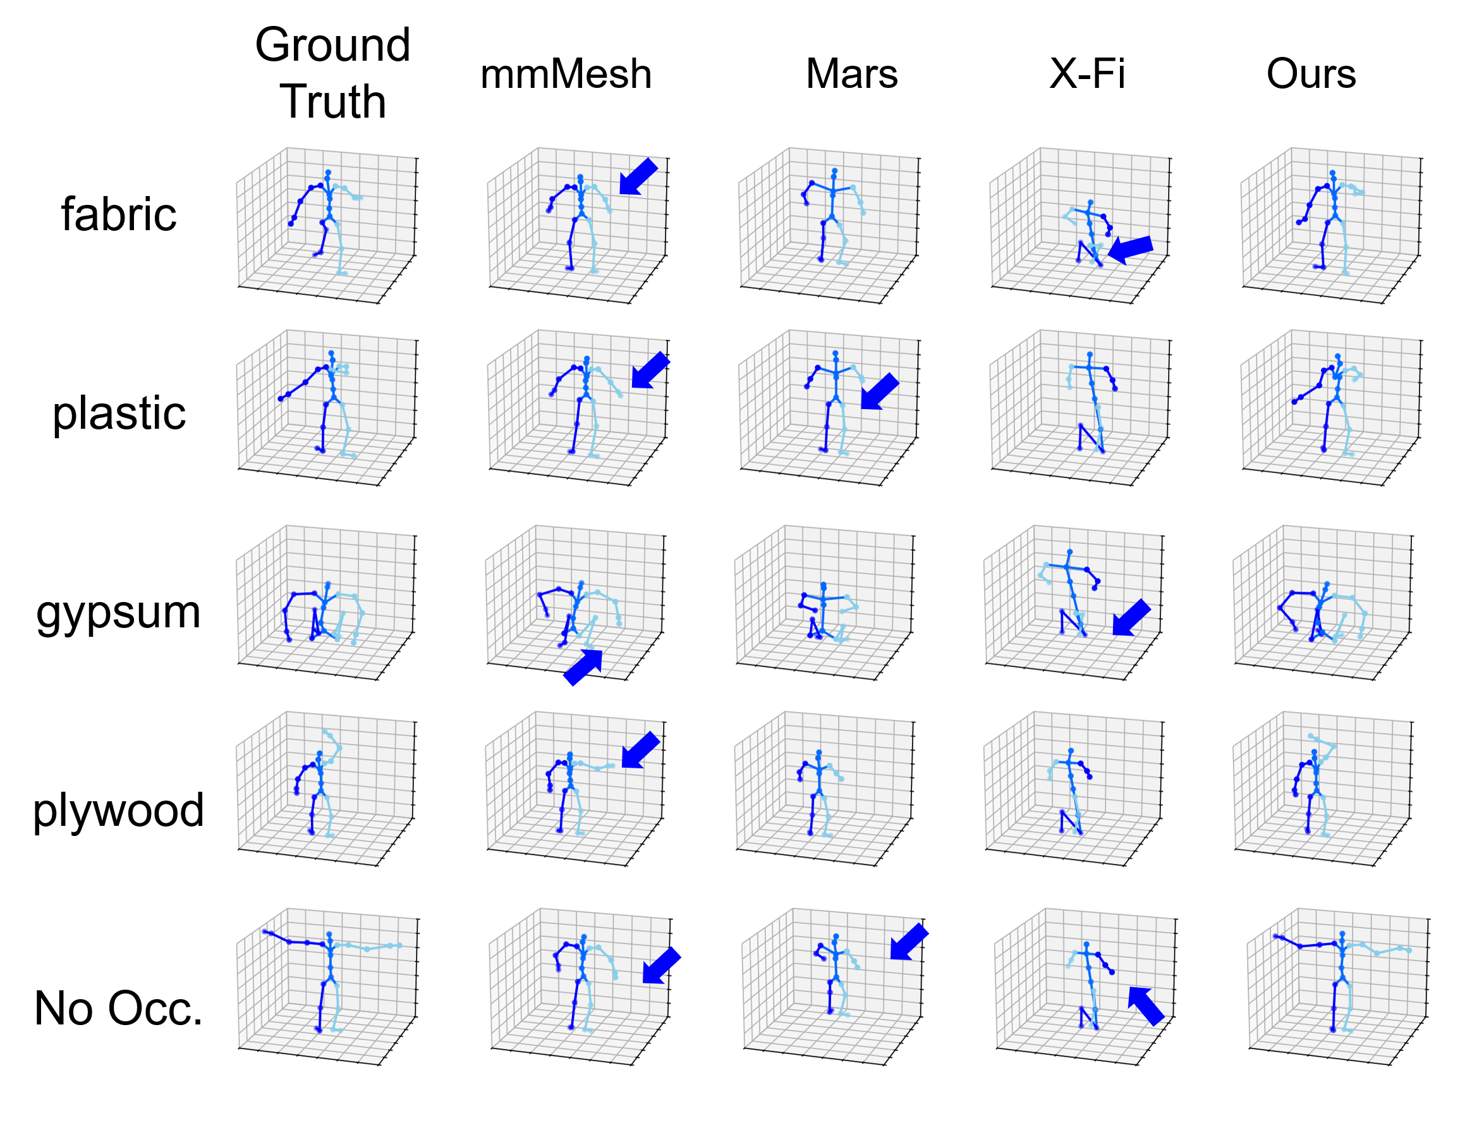 Ground
Truth
mmMesh
Mars
X-Fi
Ours
fabric
plastic
gypsum
plywood
No Occ.